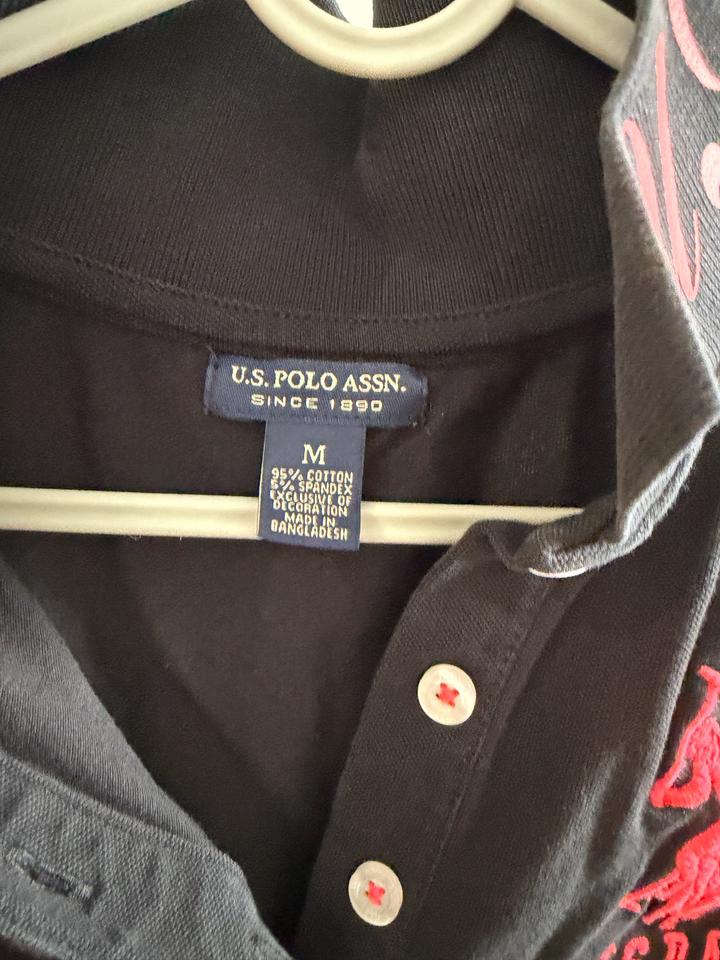 U.S. POLO ASSN.
SINCE 1890
M
95% COTTON
5% SPANDEX
EXCLUSIVE OF
DECORATION
MADE IN
BANGLADESH